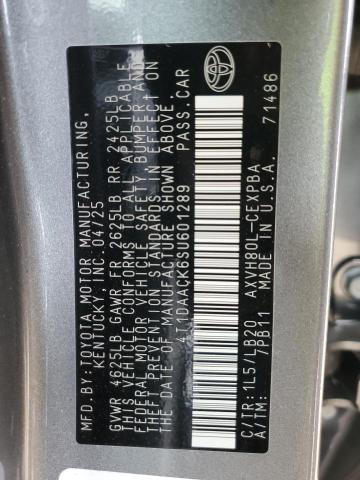 MFD.BY:TOYOTA MOTOR MANUFACTURING,
KENTUCKY, INC. 04/25
GVWR 4625LB GAWR FR 2625LB RR 2425LB
THIS VEHICLE CONFORMS TO ALL APPLICABLE
FEDERAL MOTOR VEHICLE SAFETY, BUMPER AND
THEFT PREVENTION STANDARDS IN EFFECT ON
THE DATE OF MANUFACTURE SHOWN ABOVE
4T1DAACK6SU601289 PASS.CAR
C/TR:1L5/LB20 AXVH80L-CEXPBA
A/TM: 7PB11 MADE IN U.S.A.
71486